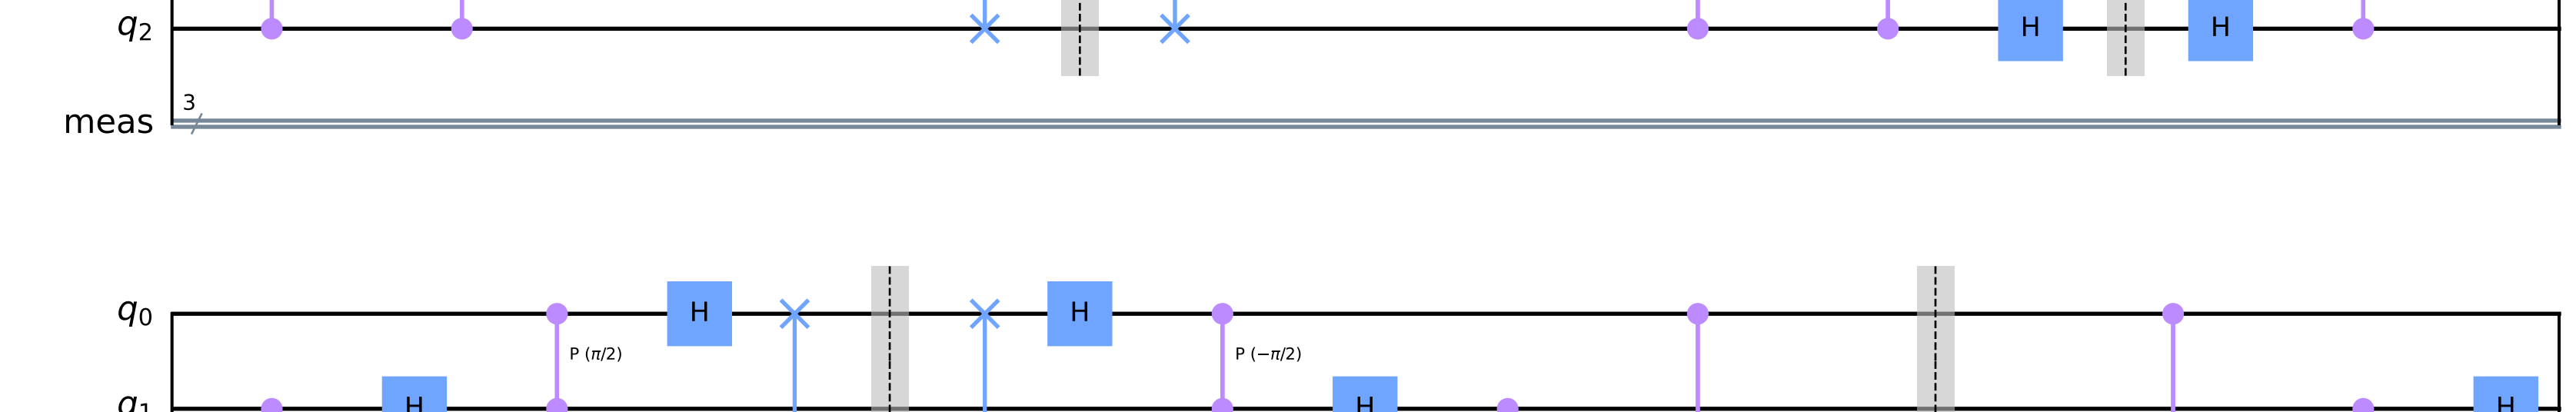 q2 H H
3
meas
q0 H H
P (π/2) P (−π/2)
q1 H H H